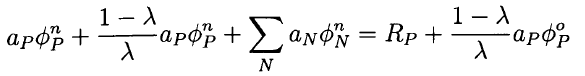 $a_P \phi_P^n + \frac{1-\lambda}{\lambda} a_P \phi_P^n + \sum_N a_N \phi_N^n = R_P + \frac{1-\lambda}{\lambda} a_P \phi_P^o$